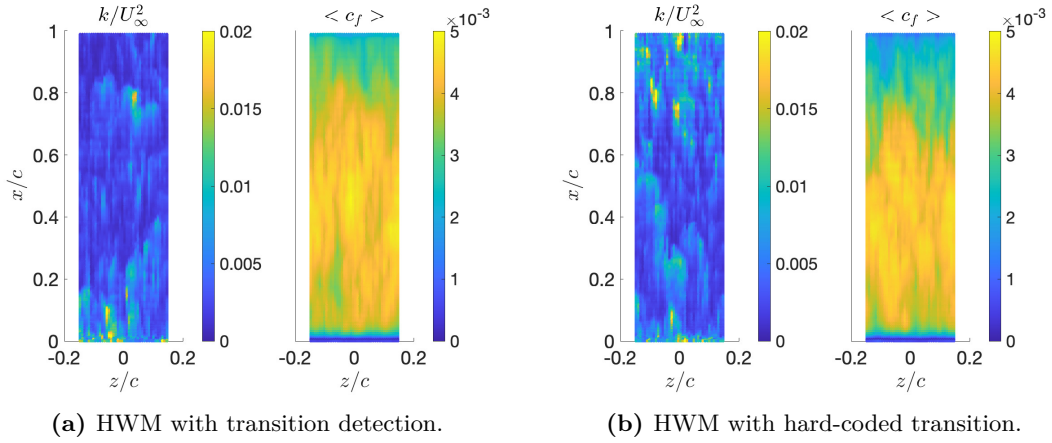 k/U∞²
< c_f >
×10⁻³
1
0.8
0.6
0.4
0.2
0
x/c
-0.2 0 0.2
z/c
0.02
0.015
0.01
0.005
0
-0.2 0 0.2
z/c
5
4
3
2
1
0
(a) HWM with transition detection.
k/U∞²
< c_f >
×10⁻³
1
0.8
0.6
0.4
0.2
0
x/c
-0.2 0 0.2
z/c
0.02
0.015
0.01
0.005
0
-0.2 0 0.2
z/c
5
4
3
2
1
0
(b) HWM with hard-coded transition.